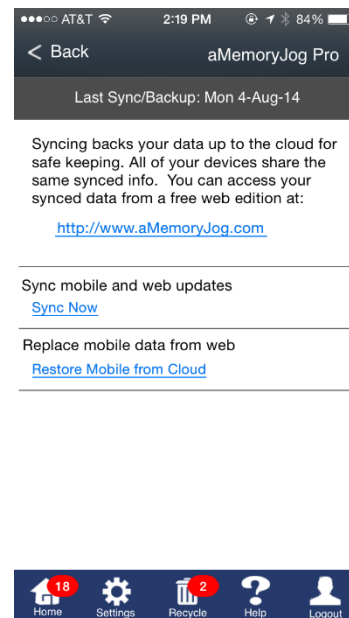 AT&T 2:19 PM 84%
< Back aMemoryJog Pro
Last Sync/Backup: Mon 4-Aug-14
Syncing backs your data up to the cloud for
safe keeping. All of your devices share the
same synced info.  You can access your
synced data from a free web edition at:
http://www.aMemoryJog.com
Sync mobile and web updates
Sync Now
Replace mobile data from web
Restore Mobile from Cloud
18 2 ?
Home Settings Recycle Help Logout